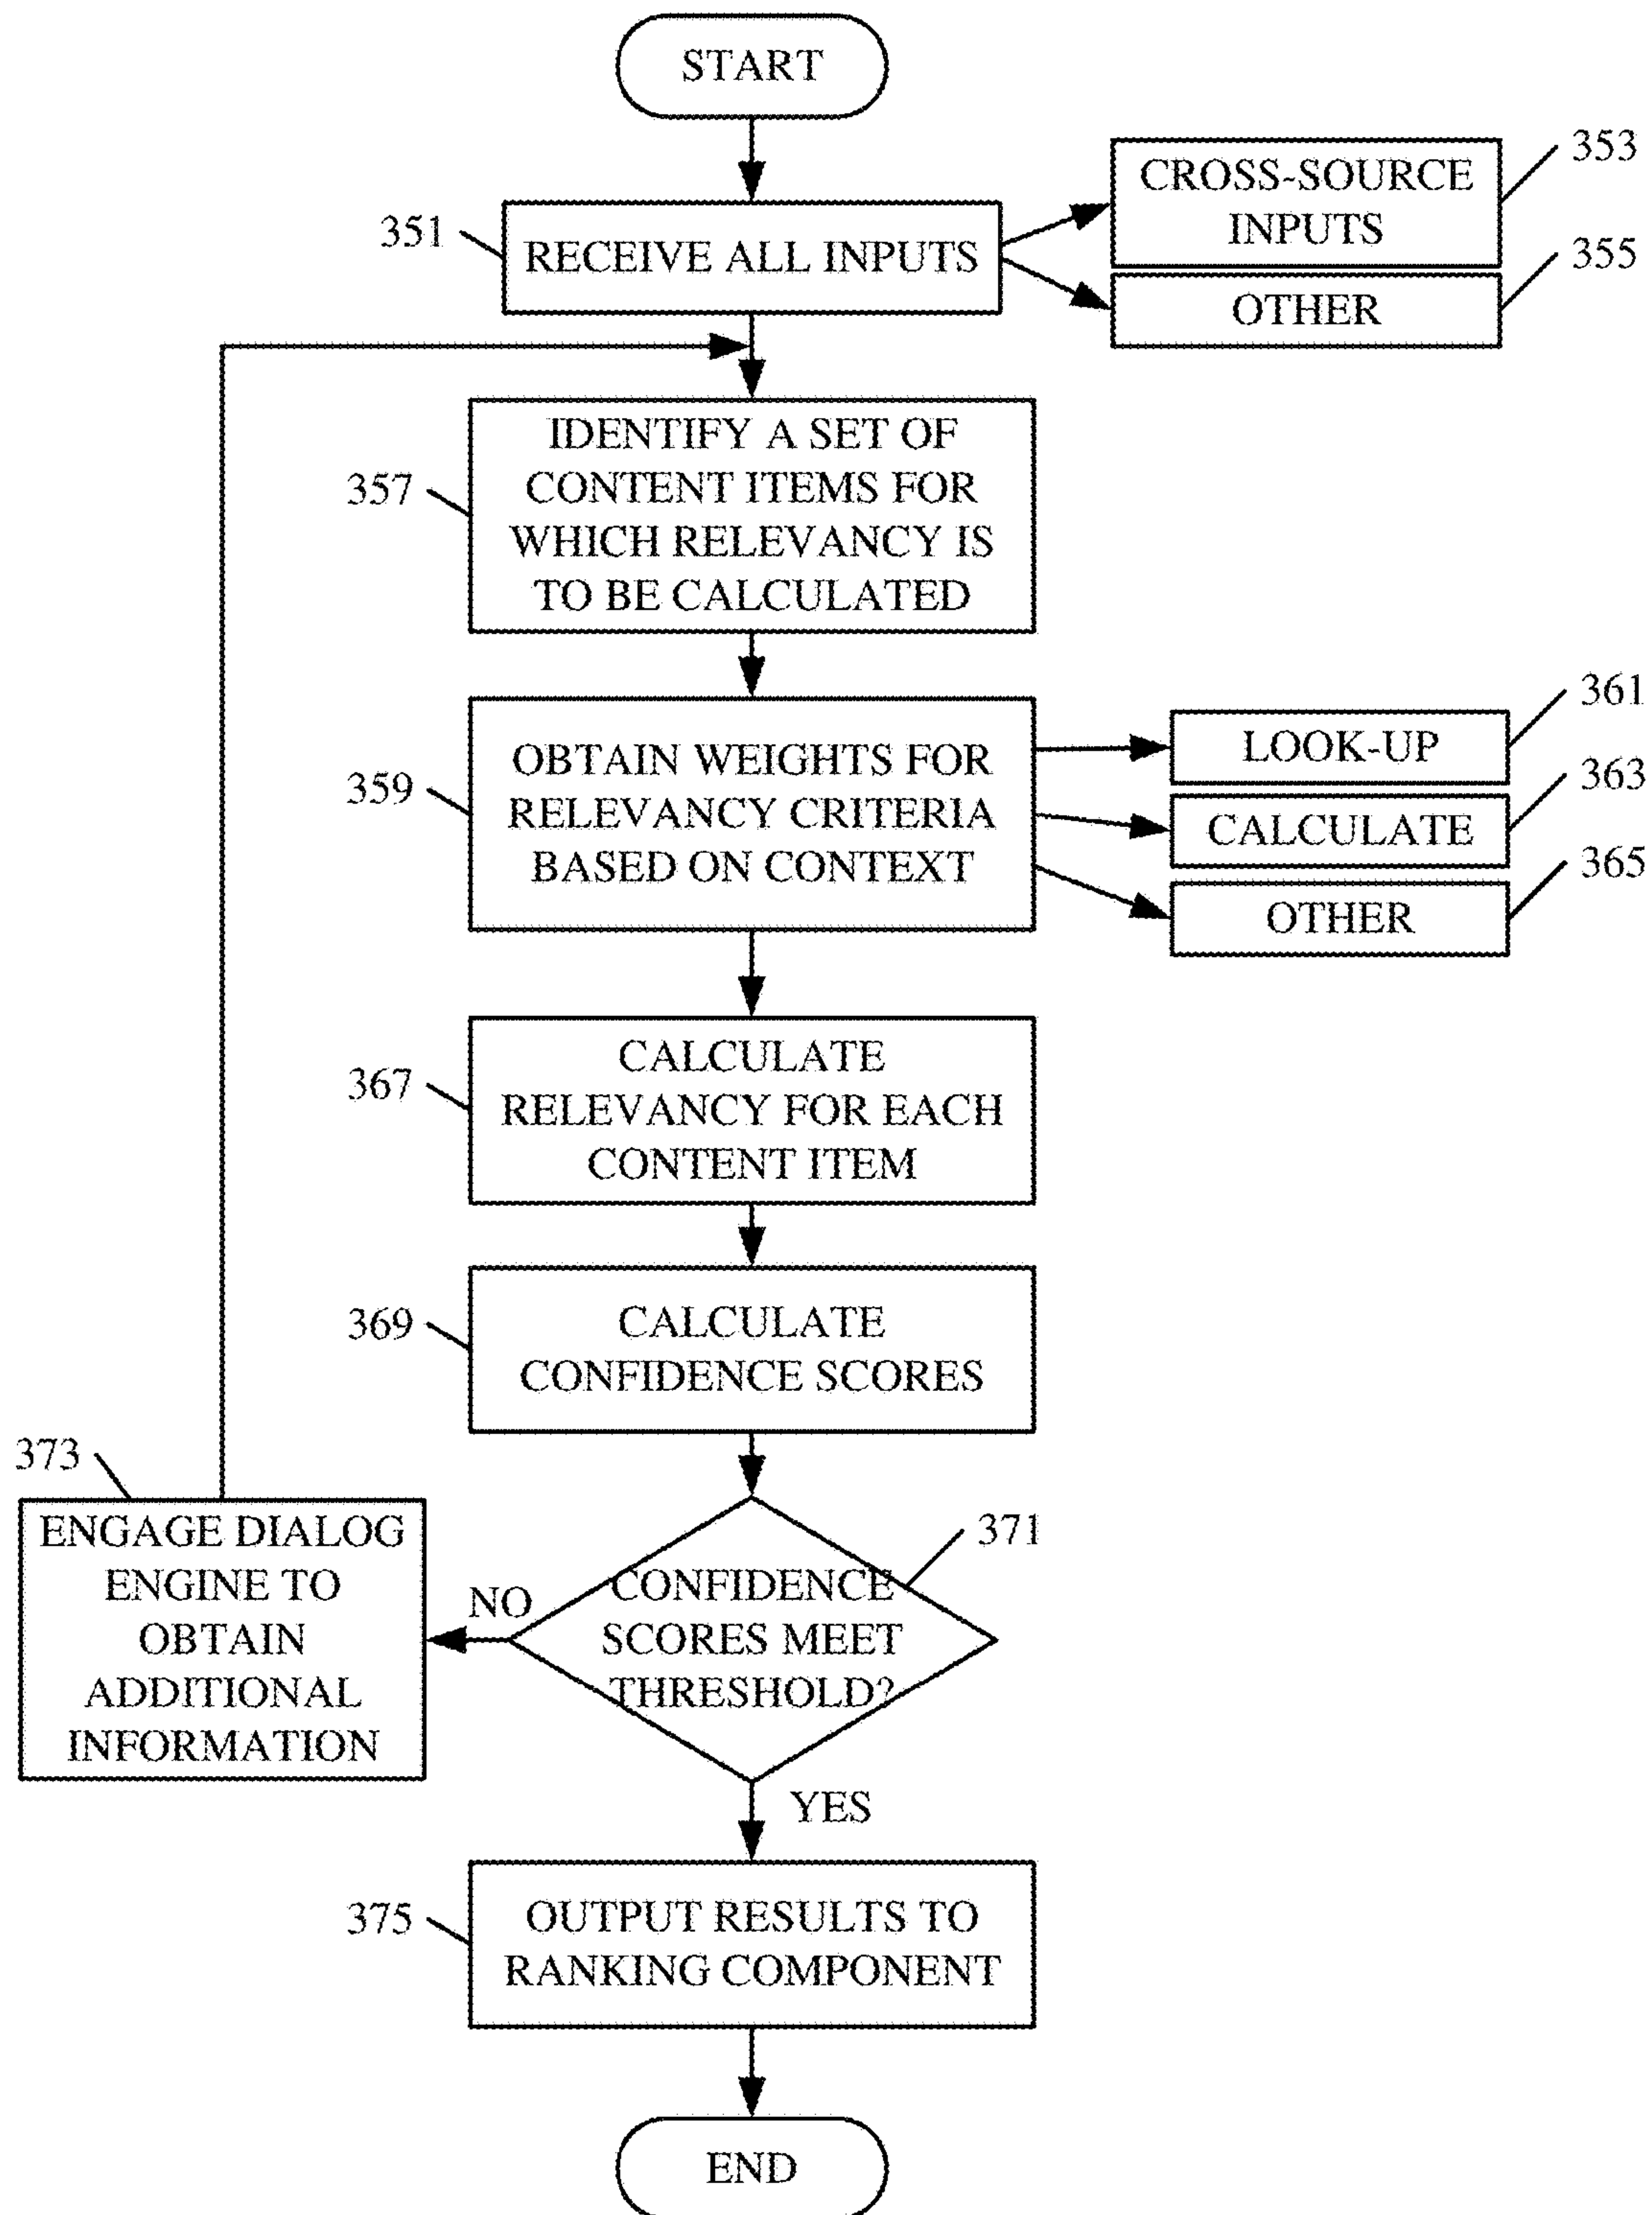 START
351
RECEIVE ALL INPUTS
CROSS-SOURCE
INPUTS
353
OTHER
355
357
IDENTIFY A SET OF
CONTENT ITEMS FOR
WHICH RELEVANCY IS
TO BE CALCULATED
359
OBTAIN WEIGHTS FOR
RELEVANCY CRITERIA
BASED ON CONTEXT
LOOK-UP
361
CALCULATE
363
OTHER
365
367
CALCULATE
RELEVANCY FOR EACH
CONTENT ITEM
369
CALCULATE
CONFIDENCE SCORES
371
CONFIDENCE
SCORES MEET
THRESHOLD?
NO
373
ENGAGE DIALOG
ENGINE TO
OBTAIN
ADDITIONAL
INFORMATION
YES
375
OUTPUT RESULTS TO
RANKING COMPONENT
END